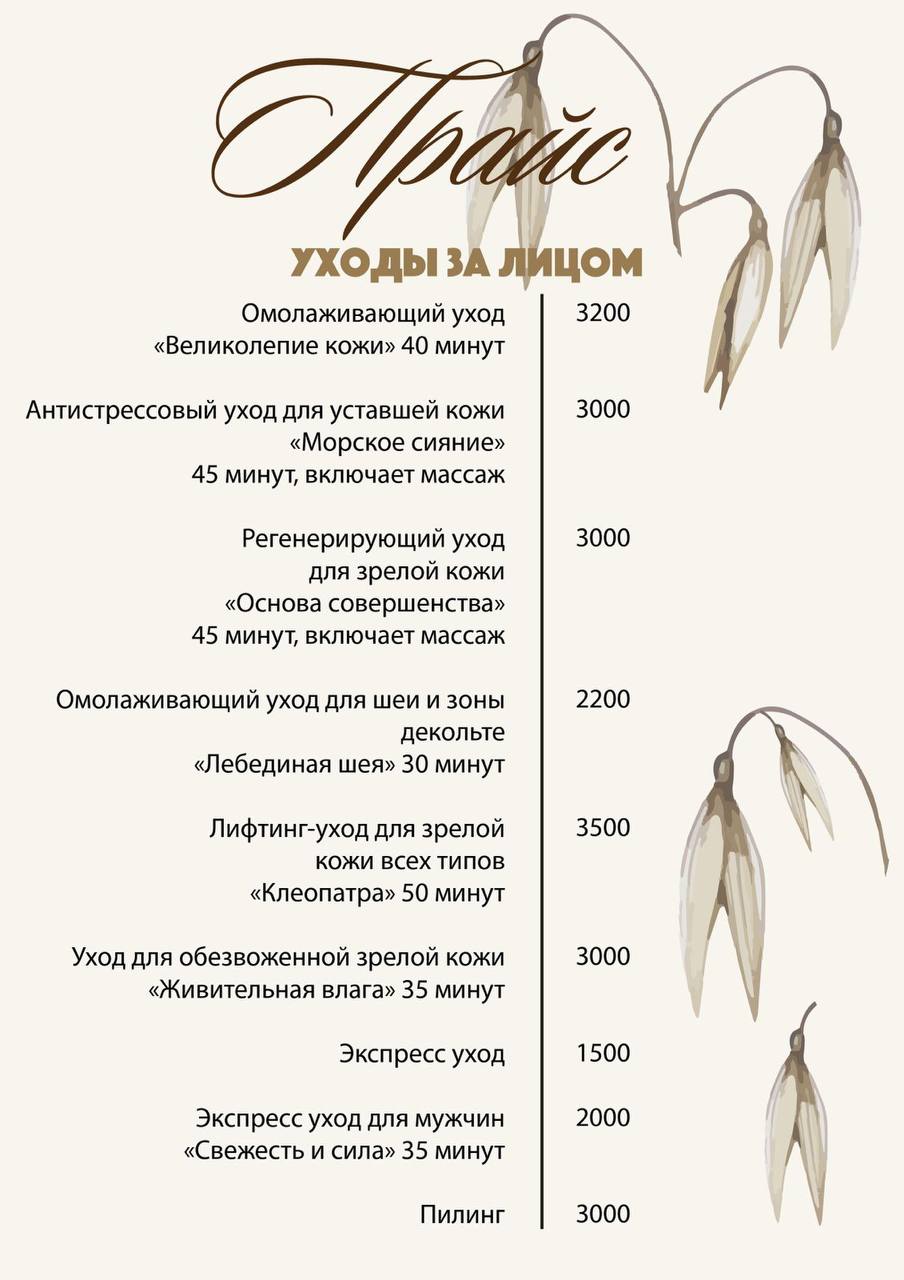 Прайс
УХОДЫ ЗА ЛИЦОМ
Омолаживающий уход 3200
«Великолепие кожи» 40 минут
Антистрессовый уход для уставшей кожи 3000
«Морское сияние»
45 минут, включает массаж
Регенерирующий уход 3000
для зрелой кожи
«Основа совершенства»
45 минут, включает массаж
Омолаживающий уход для шеи и зоны 2200
декольте
«Лебединая шея» 30 минут
Лифтинг-уход для зрелой 3500
кожи всех типов
«Клеопатра» 50 минут
Уход для обезвоженной зрелой кожи 3000
«Живительная влага» 35 минут
Экспресс уход 1500
Экспресс уход для мужчин 2000
«Свежесть и сила» 35 минут
Пилинг 3000